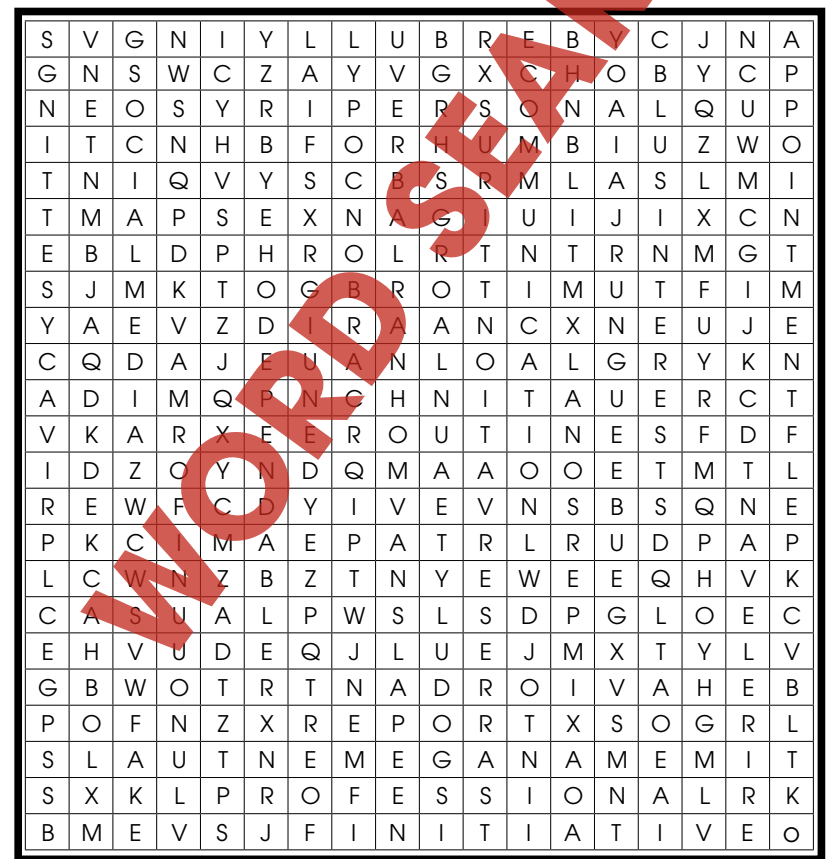 S V G N I Y L L U B R E B Y C J N A
G N S W C Z A Y V G X C H O B Y C P
N E O S Y R I P E R S O N A L Q U P
I T C N H B F O R H U M B I U Z W O
T N I Q V Y S C B S R M L A S L M I
T M A P S E X N A G I U I J I X C N
E B L D P H R O L R T N T R N M G T
S J M K T O G B R O T I M U T F I M
Y A E V Z D I R A A N C X N E U J E
C Q D A J E U A N L O A L G R Y K N
A D I M Q P N C H N I T A U E R C T
V K A R X E E R O U T I N E S F D F
I D Z O Y N D Q M A A O O E T M T L
R E W F C D Y I V E V N S B S Q N E
P K C I M A E P A T R L R U D P A P
L C W N Z B Z T N Y E W E E Q H V K
C A S U A L P W S L S D P G L O E C
E H V U D E Q J L U E J M X T Y L V
G B W O T R T N A D R O I V A H E B
P O F N Z X R E P O R T X S O G R L
S L A U T N E M E G A N A M E M I T
S X K L P R O F E S S I O N A L R K
B M E V S J F I N I T I A T I V E o
WORD SEAR